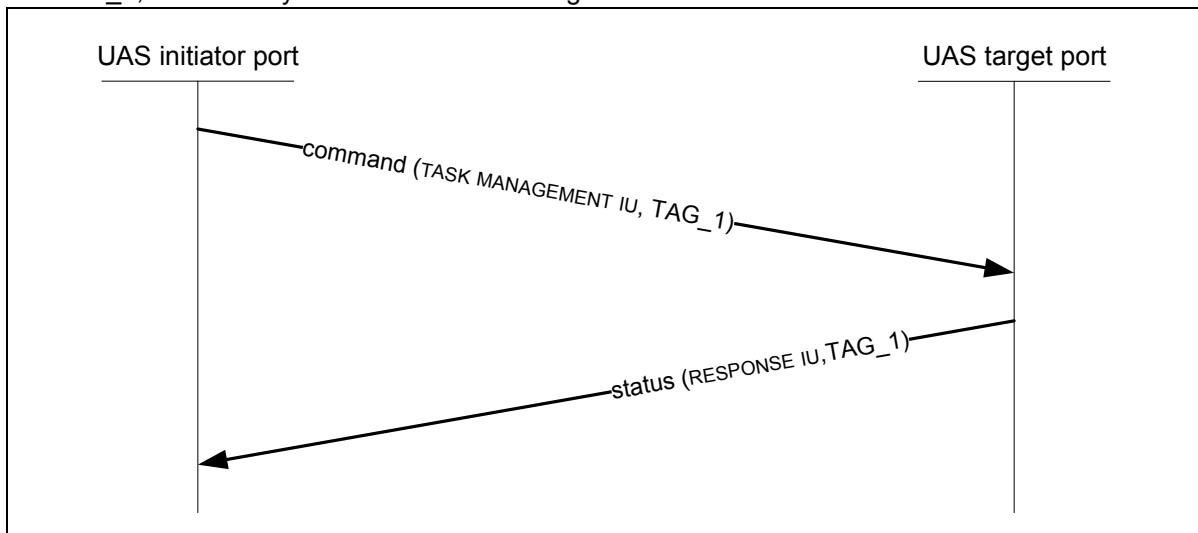 UAS initiator port
UAS target port
command (TASK MANAGEMENT IU, TAG_1)
status (RESPONSE IU,TAG_1)